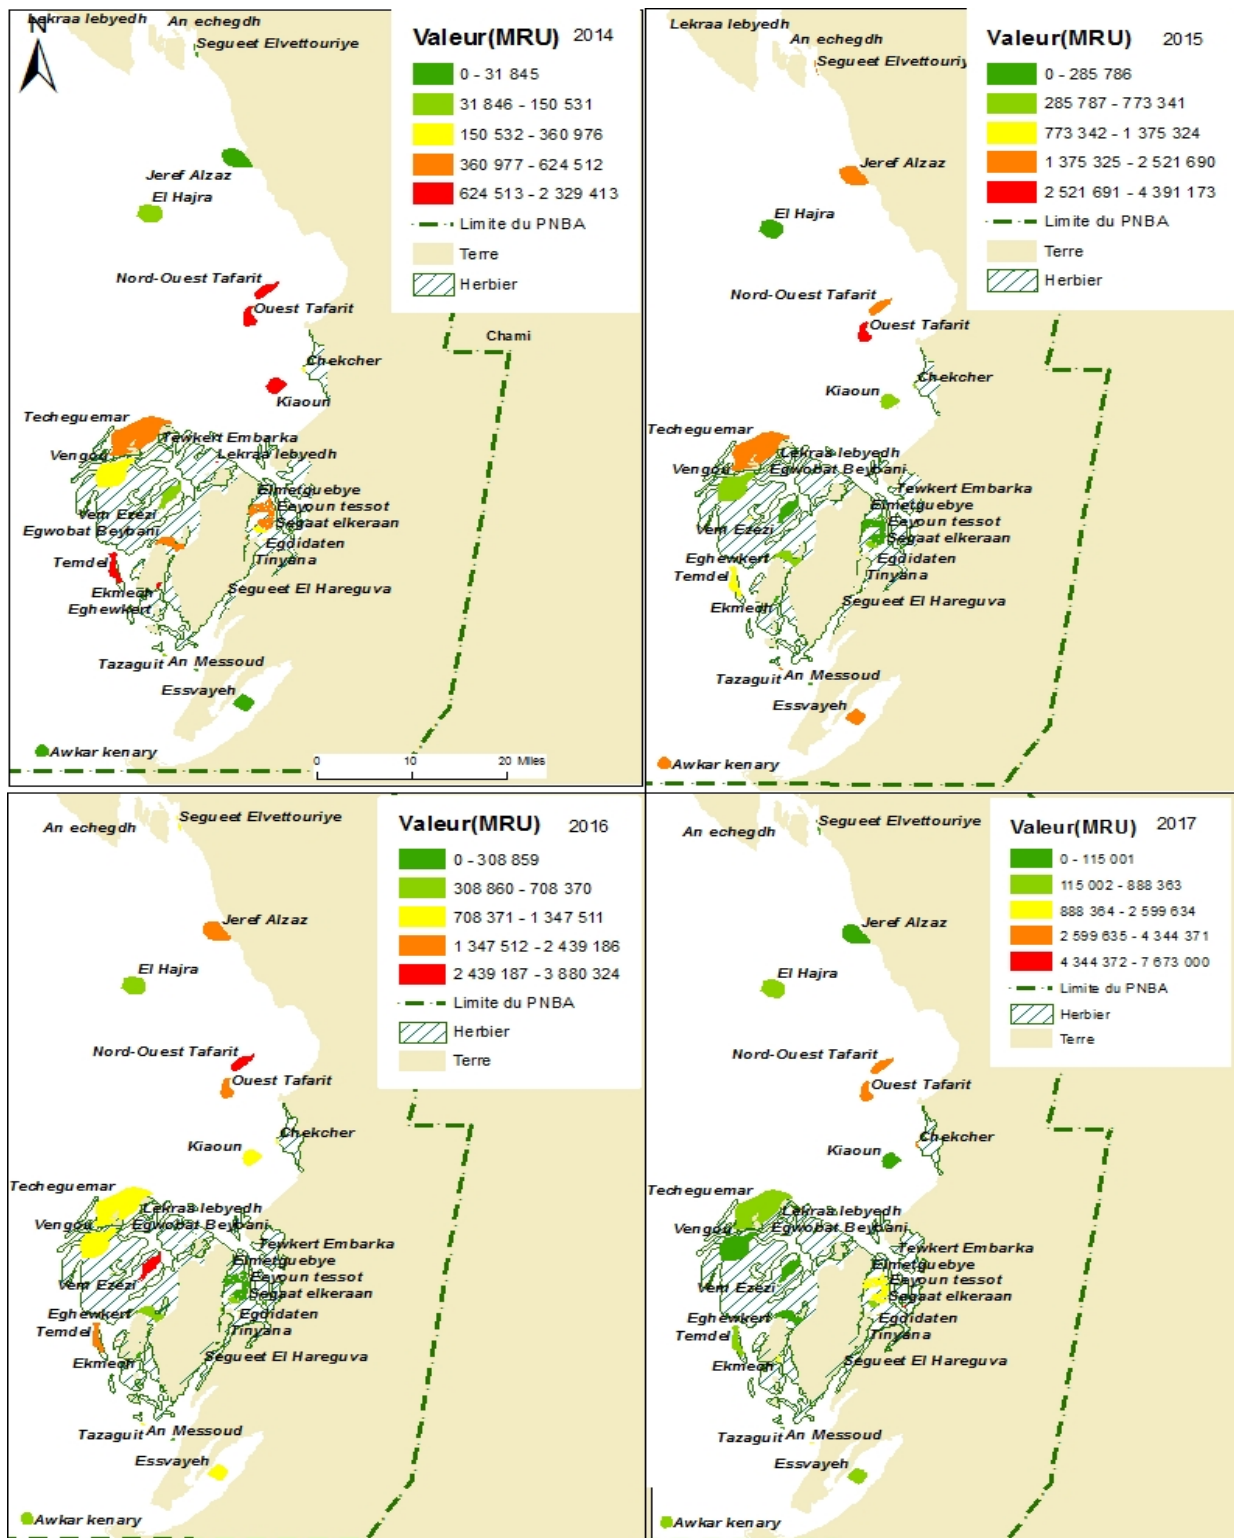 Lekraa lebyedh
An echegdh
N
Segueet Elvettouriye
Valeur(MRU) 2014
0 - 31 845
31 846 - 150 531
150 532 - 360 976
360 977 - 624 512
624 513 - 2 329 413
Limite du PNBA
Terre
Herbier
Jeref Alzaz
El Hajra
Nord-Ouest Tafarit
Ouest Tafarit
Chami
Chekcher
Kiaoun
Techeguemar
Tewkert Embarka
Vengou
Lekraa lebyedh
Elmetguebye
Eeyoun tessot
Vem Ezezi
Segaat elkeraan
Egwobat Beybani
Egdidaten
Temdel
Tinyana
Ekmech
Segueet El Hareguva
Eghewkert
Tazaguit
An Messoud
Essvayeh
Awkar kenary
0 10 20 Miles
Lekraa lebyedh
An echegdh
Segueet Elvettouriy
Valeur(MRU) 2015
0 - 285 786
285 787 - 773 341
773 342 - 1 375 324
1 375 325 - 2 521 690
2 521 691 - 4 391 173
Limite du PNBA
Terre
Herbier
Jeref Alzaz
El Hajra
Nord-Ouest Tafarit
Ouest Tafarit
Chekcher
Kiaoun
Techeguemar
Lekraa lebyedh
Vengou
Egwobat Beybani
Tewkert Embarka
Elmetguebye
Eeyoun tessot
Vem Ezezi
Segaat elkeraan
Eghewkert
Egdidaten
Temdel
Tinyana
Ekmech
Segueet El Hareguva
Tazaguit
An Messoud
Essvayeh
Awkar kenary
An echegdh
Segueet Elvettouriye
Valeur(MRU) 2016
0 - 308 859
308 860 - 708 370
708 371 - 1 347 511
1 347 512 - 2 439 186
2 439 187 - 3 880 324
Limite du PNBA
Herbier
Terre
Jeref Alzaz
El Hajra
Nord-Ouest Tafarit
Ouest Tafarit
Chekcher
Kiaoun
Techeguemar
Lekraa lebyedh
Vengou
Egwobat Beybani
Tewkert Embarka
Elmetguebye
Eeyoun tessot
Vem Ezezi
Segaat elkeraan
Eghewkert
Egdidaten
Temdel
Tinyana
Ekmech
Segueet El Hareguva
Tazaguit
An Messoud
Essvayeh
Awkar kenary
An echegdh
Segueet Elvettouriye
Valeur(MRU) 2017
0 - 115 001
115 002 - 888 363
888 364 - 2 599 634
2 599 635 - 4 344 371
4 344 372 - 7 673 000
Limite du PNBA
Herbier
Terre
Jeref Alzaz
El Hajra
Nord-Ouest Tafarit
Ouest Tafarit
Chekcher
Kiaoun
Techeguemar
Lekraa lebyedh
Vengou
Egwobat Beybani
Tewkert Embarka
Elmetguebye
Eeyoun tessot
Vem Ezezi
Segaat elkeraan
Eghewkert
Egdidaten
Temdel
Tinyana
Ekmech
Segueet El Hareguva
Tazaguit
An Messoud
Essvayeh
Awkar kenary